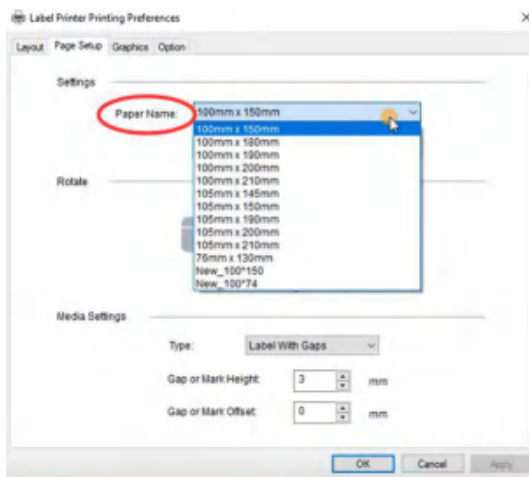 Label Printer Printing Preferences
Layout Page Setup Graphics Option
Settings
Paper Name: 100mm x 150mm
100mm x 150mm
100mm x 180mm
100mm x 190mm
100mm x 200mm
100mm x 210mm
105mm x 145mm
105mm x 150mm
105mm x 190mm
105mm x 200mm
105mm x 210mm
76mm x 130mm
New_100*150
New_100*74
Rotate
Media Settings
Type: Label With Gaps
Gap or Mark Height: 3 mm
Gap or Mark Offset: 0 mm
OK Cancel Apply